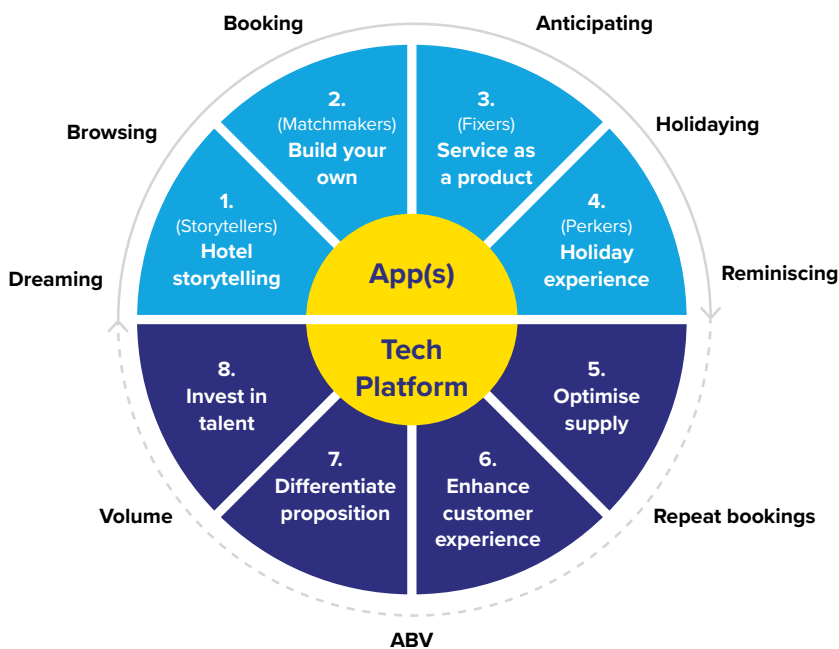 Booking
Anticipating
Browsing
Holidaying
Dreaming
Reminiscing
1.
(Storytellers)
Hotel
storytelling
2.
(Matchmakers)
Build your
own
3.
(Fixers)
Service as
a product
4.
(Perkers)
Holiday
experience
App(s)
Tech
Platform
5.
Optimise
supply
6.
Enhance
customer
experience
7.
Differentiate
proposition
8.
Invest in
talent
Volume
Repeat bookings
ABV